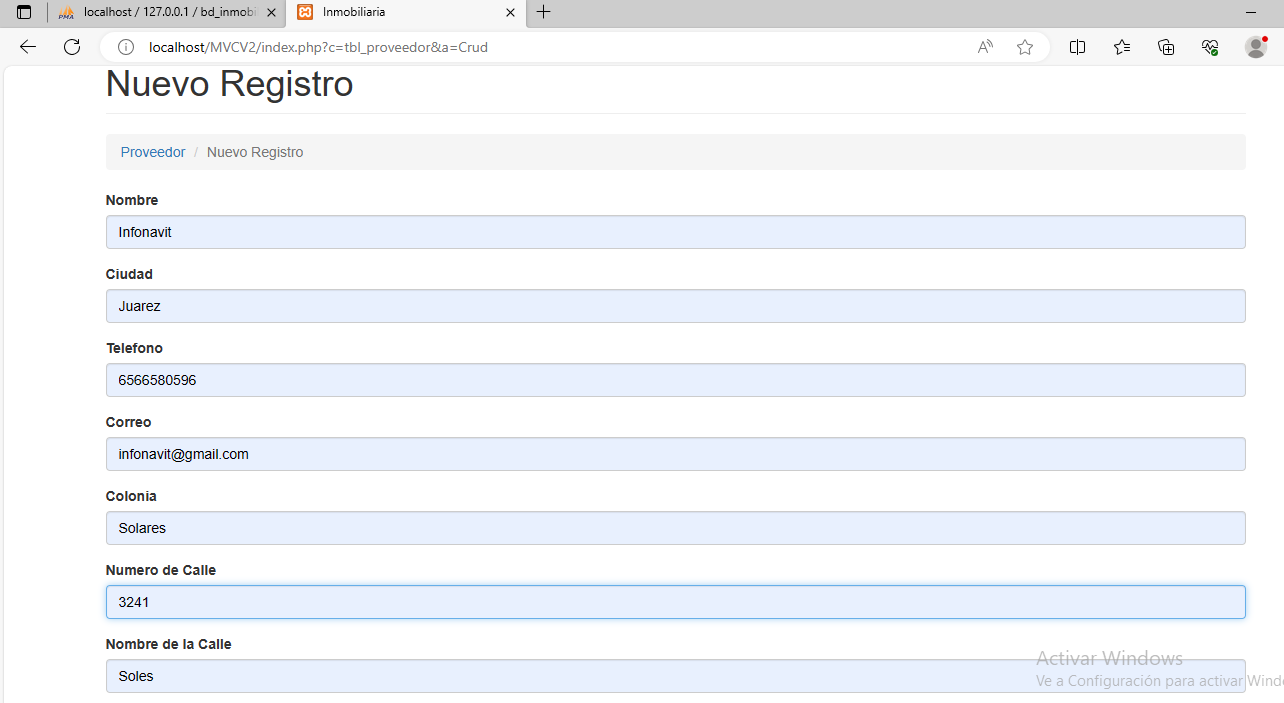 localhost / 127.0.0.1 / bd_inmobi
Inmobiliaria
localhost/MVCV2/index.php?c=tbl_proveedor&a=Crud
Nuevo Registro
Proveedor / Nuevo Registro
Nombre
Infonavit
Ciudad
Juarez
Telefono
6566580596
Correo
infonavit@gmail.com
Colonia
Solares
Numero de Calle
3241
Nombre de la Calle
Soles
Activar Windows
Ve a Configuración para activar Wind